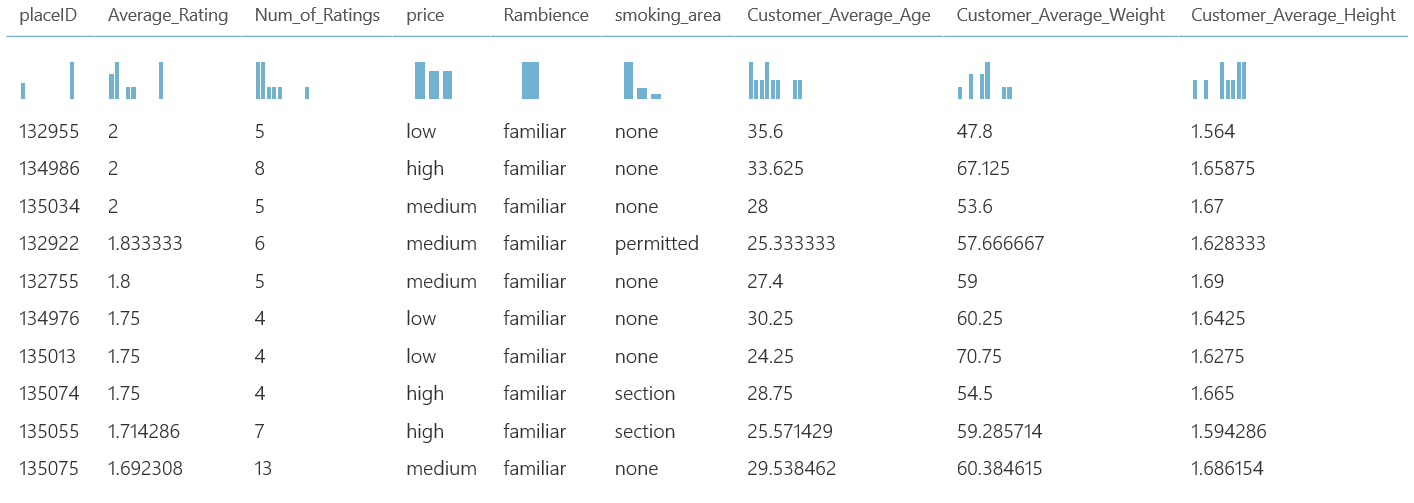 placeID Average_Rating Num_of_Ratings price Rambience smoking_area Customer_Average_Age Customer_Average_Weight Customer_Average_Height
132955 2 5 low familiar none 35.6 47.8 1.564
134986 2 8 high familiar none 33.625 67.125 1.65875
135034 2 5 medium familiar none 28 53.6 1.67
132922 1.833333 6 medium familiar permitted 25.333333 57.666667 1.628333
132755 1.8 5 medium familiar none 27.4 59 1.69
134976 1.75 4 low familiar none 30.25 60.25 1.6425
135013 1.75 4 low familiar none 24.25 70.75 1.6275
135074 1.75 4 high familiar section 28.75 54.5 1.665
135055 1.714286 7 high familiar section 25.571429 59.285714 1.594286
135075 1.692308 13 medium familiar none 29.538462 60.384615 1.686154